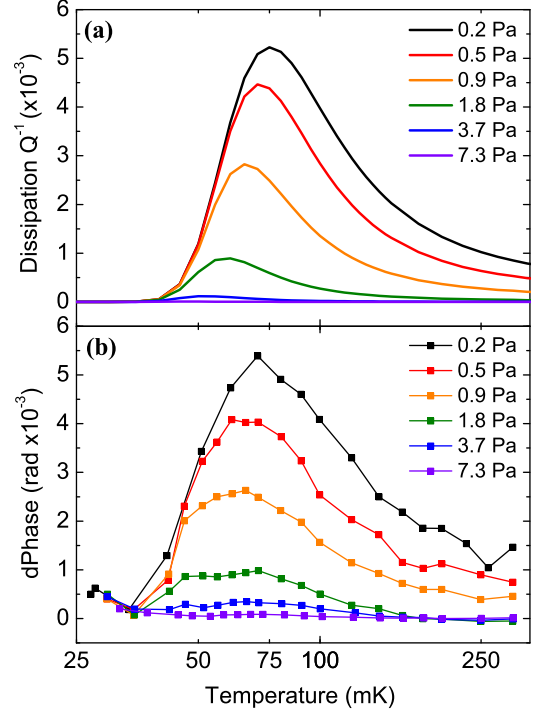 (a)
6
5
4
3
2
1
0
Dissipation Q⁻¹ (x10⁻³)
0.2 Pa
0.5 Pa
0.9 Pa
1.8 Pa
3.7 Pa
7.3 Pa
(b)
6
5
4
3
2
1
0
dPhase (rad x10⁻³)
0.2 Pa
0.5 Pa
0.9 Pa
1.8 Pa
3.7 Pa
7.3 Pa
25 50 75 100 250
Temperature (mK)